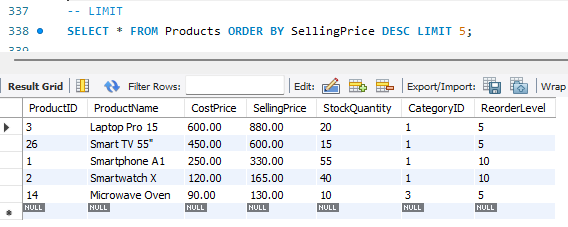 337 -- LIMIT
338 SELECT * FROM Products ORDER BY SellingPrice DESC LIMIT 5;
339
Result Grid Filter Rows: Edit: Export/Import: Wrap
ProductID ProductName CostPrice SellingPrice StockQuantity CategoryID ReorderLevel
3 Laptop Pro 15 600.00 880.00 20 1 5
26 Smart TV 55" 450.00 600.00 15 1 5
1 Smartphone A1 250.00 330.00 55 1 10
2 Smartwatch X 120.00 165.00 40 1 10
14 Microwave Oven 90.00 130.00 10 3 5
NULL NULL NULL NULL NULL NULL NULL